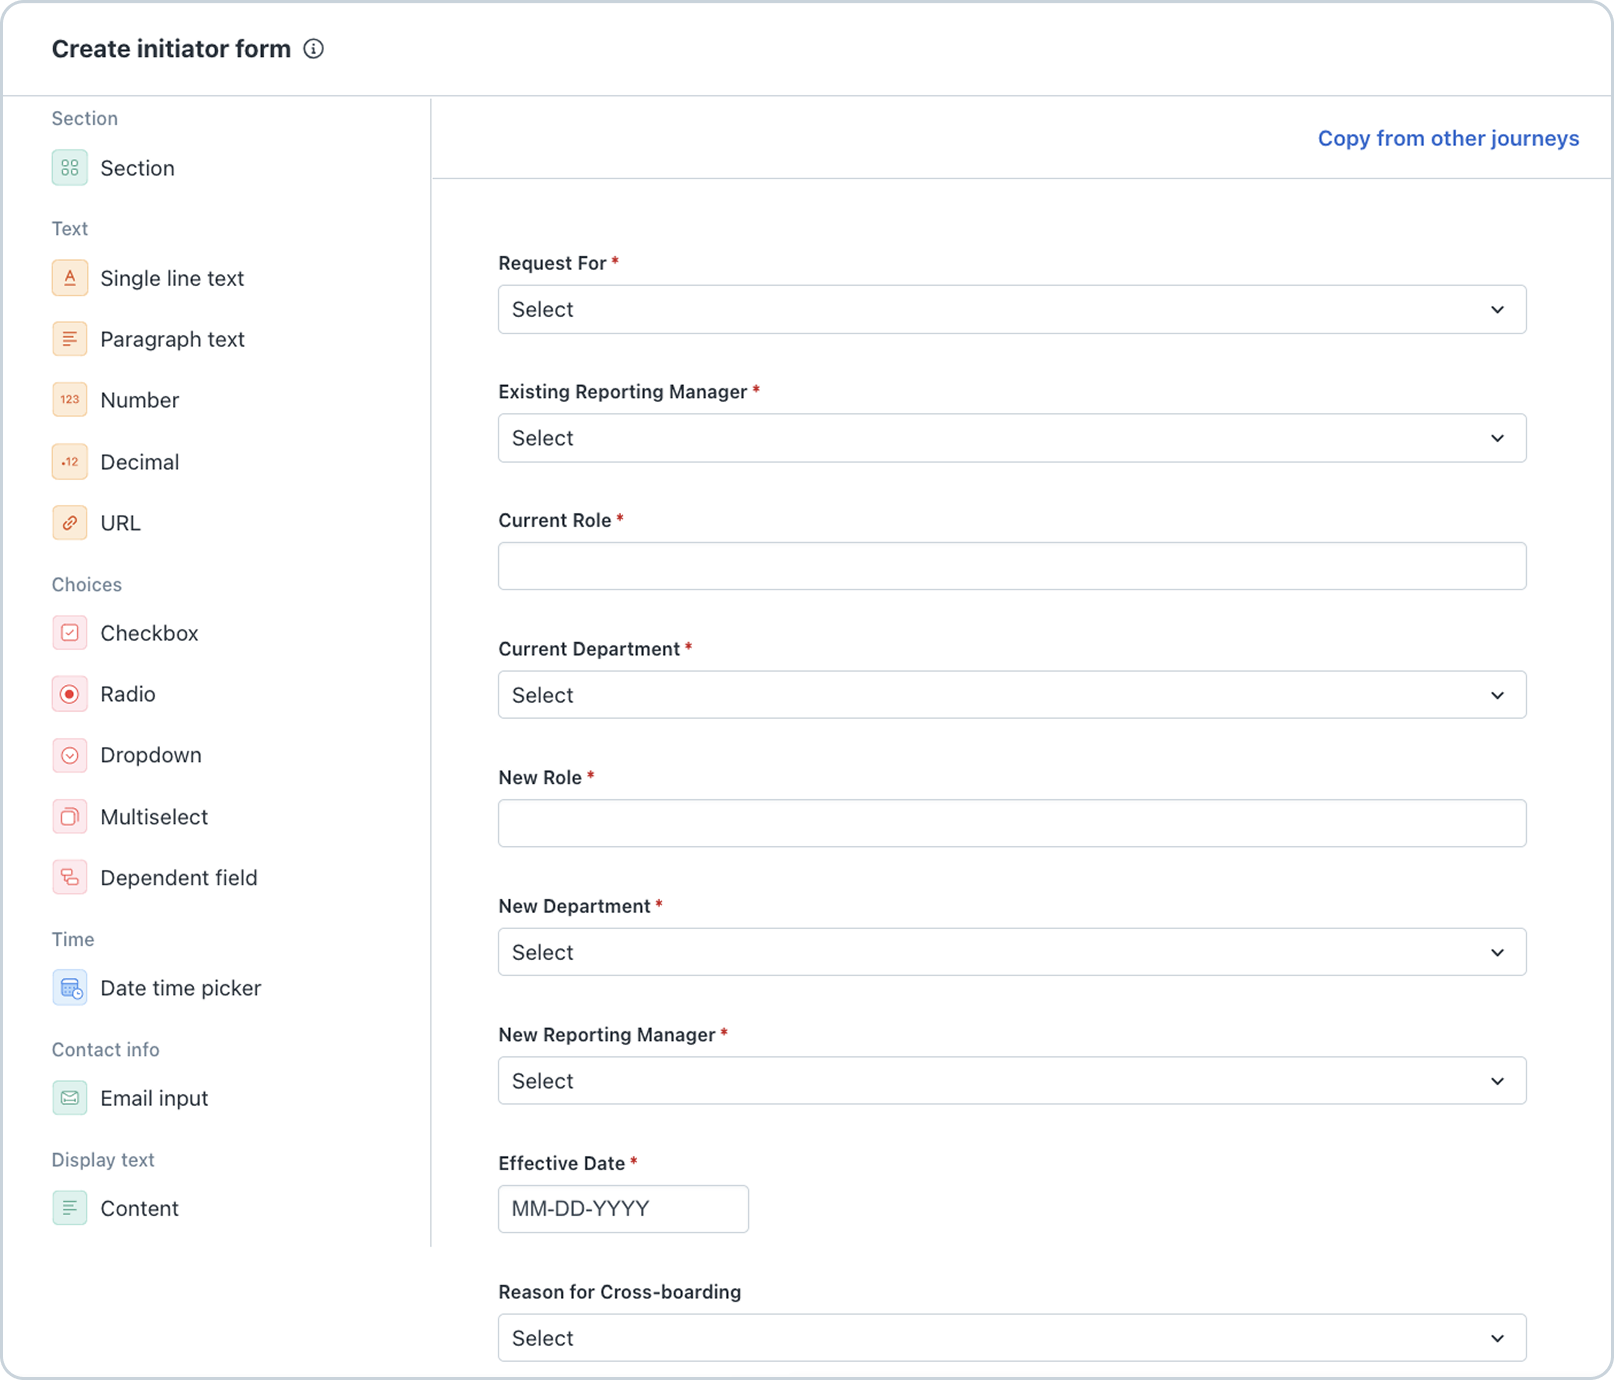 Create initiator form
Section
Section
Text
A Single line text
Paragraph text
123 Number
.12 Decimal
URL
Choices
Checkbox
Radio
Dropdown
Multiselect
Dependent field
Time
Date time picker
Contact info
Email input
Display text
Content
Copy from other journeys
Request For *
Select
Existing Reporting Manager *
Select
Current Role *
Current Department *
Select
New Role *
New Department *
Select
New Reporting Manager *
Select
Effective Date *
MM-DD-YYYY
Reason for Cross-boarding
Select